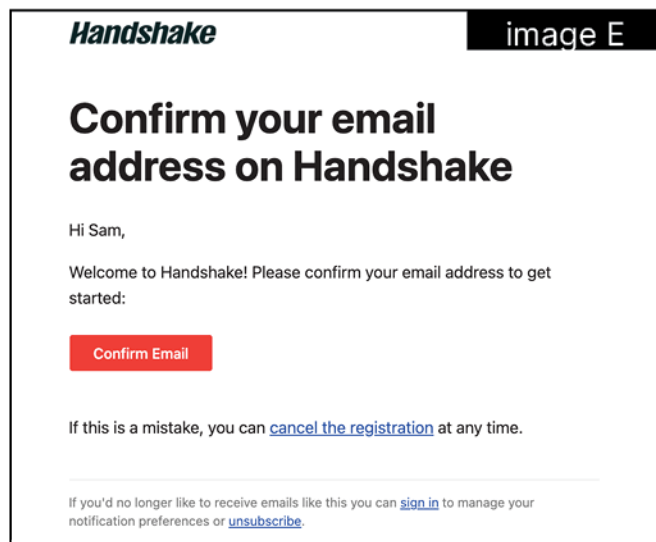 Handshake
image E
Confirm your email
address on Handshake
Hi Sam,
Welcome to Handshake! Please confirm your email address to get
started:
Confirm Email
If this is a mistake, you can cancel the registration at any time.
If you'd no longer like to receive emails like this you can sign in to manage your
notification preferences or unsubscribe.